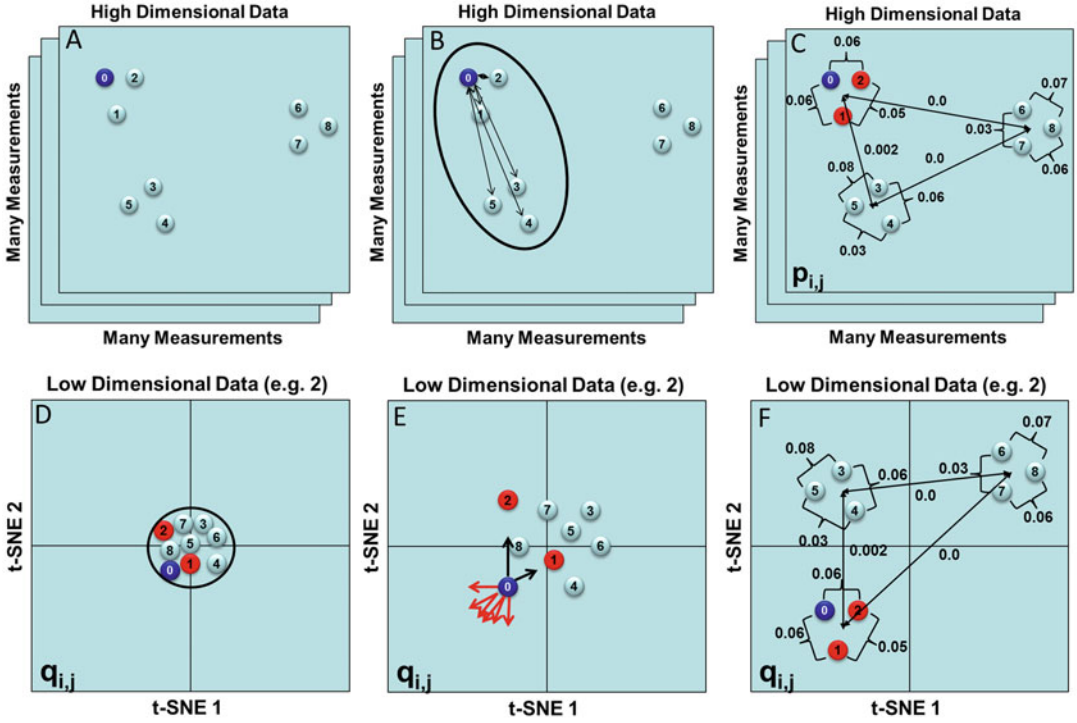 High Dimensional Data
A
0
2
1
6
8
7
3
5
4
Many Measurements
Many Measurements
High Dimensional Data
B
0
2
1
6
8
7
3
5
4
Many Measurements
Many Measurements
High Dimensional Data
C
0.06
0
2
0.06
0.05
1
0.0
0.07
6
0.03
8
7
0.06
0.002
0.0
0.08
3
0.06
5
4
0.03
pi,j
Many Measurements
Many Measurements
Low Dimensional Data (e.g. 2)
D
2
7
3
6
5
8
1
4
0
qi,j
t-SNE 2
t-SNE 1
Low Dimensional Data (e.g. 2)
E
2
7
3
5
8
6
1
0
4
qi,j
t-SNE 2
t-SNE 1
Low Dimensional Data (e.g. 2)
F
0.07
0.08
6
3
0.06
0.03
8
5
7
0.0
4
0.06
0.03
0.002
0.0
0.06
0
2
0.06
0.05
1
qi,j
t-SNE 2
t-SNE 1